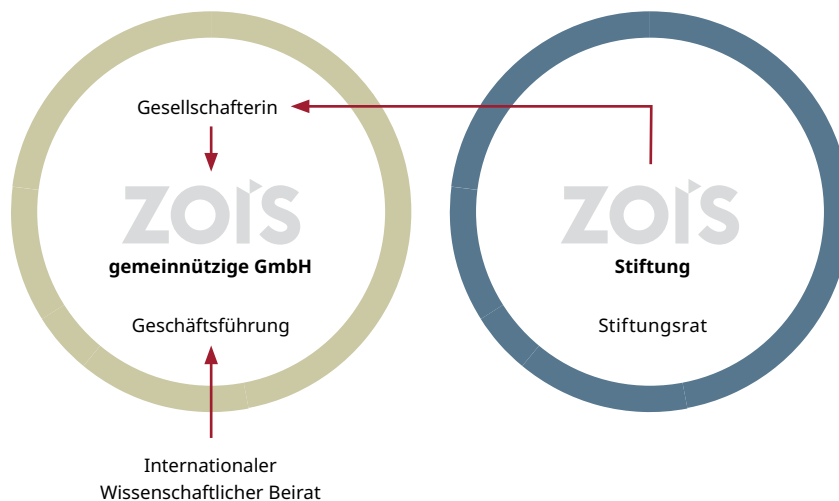 Gesellschafterin
ZOiS
gemeinnützige GmbH
Geschäftsführung
Internationaler
Wissenschaftlicher Beirat
ZOiS
Stiftung
Stiftungsrat